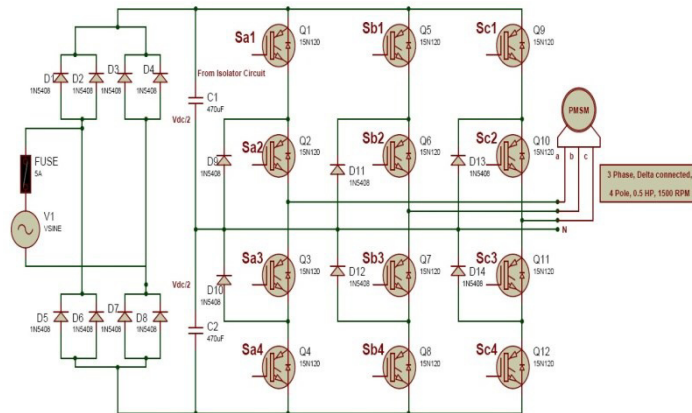 Sa1
Q1
15N120
Sb1
Q5
15N120
Sc1
Q9
15N120
D1
1N5408
D2
1N5408
D3
1N5408
D4
1N5408
From Isolator Circuit
C1
470uF
Vdc/2
Sa2
Q2
15N120
Sb2
Q6
15N120
Sc2
Q10
15N120
PMSM
a b c
D9
1N5408
D11
1N5408
D13
1N5408
FUSE
5A
3 Phase, Delta connected,
4 Pole, 0.5 HP, 1500 RPM
V1
VSINE
N
Sa3
Q3
15N120
Sb3
Q7
15N120
Sc3
Q11
15N120
Vdc/2
D10
1N5408
D12
1N5408
D14
1N5408
D5
1N5408
D6
1N5408
D7
1N5408
D8
1N5408
C2
470uF
Sa4
Q4
15N120
Sb4
Q8
15N120
Sc4
Q12
15N120